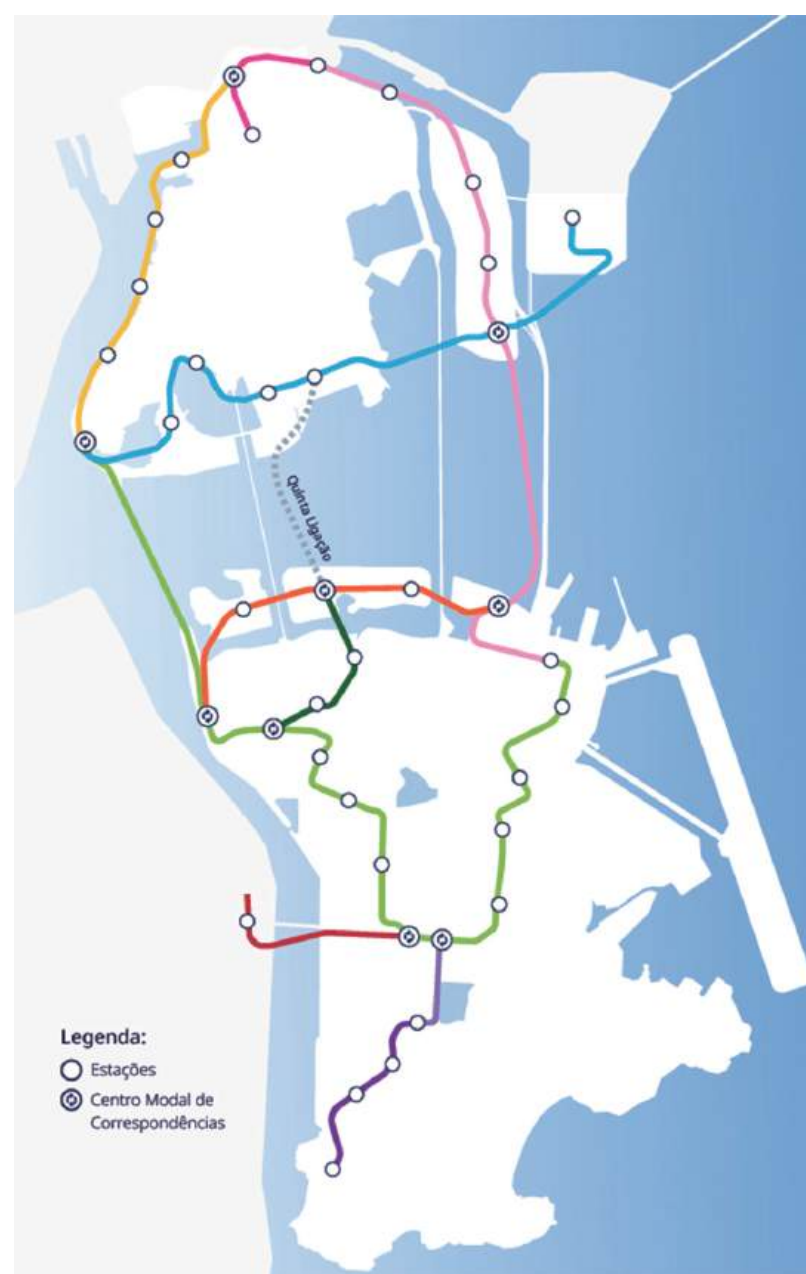 Quinta Ligação
Legenda:
Estações
Centro Modal de
Correspondências